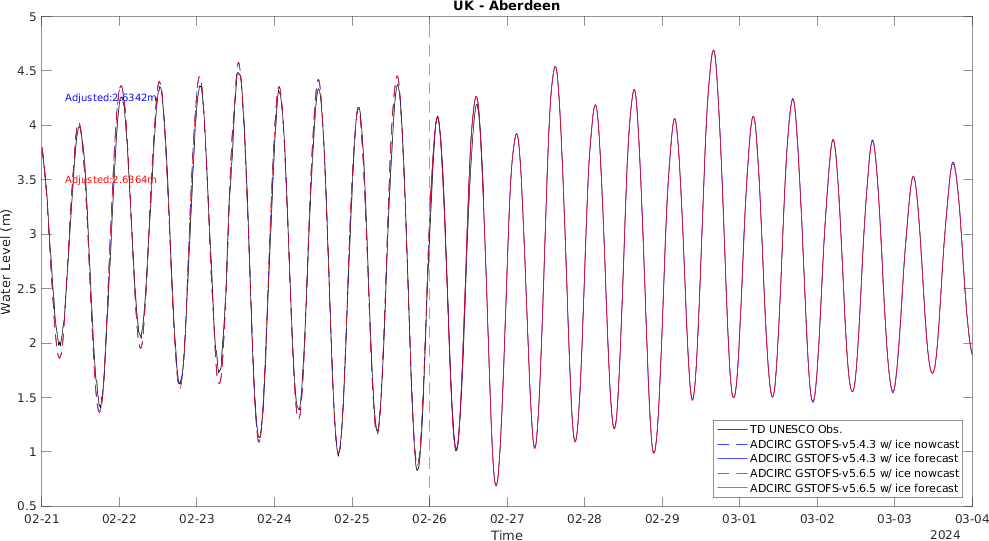 UK - Aberdeen
5
4.5
4
3.5
3
2.5
2
1.5
1
0.5
Water Level (m)
Adjusted:2.6342m
Adjusted:2.6364m
TD UNESCO Obs.
ADCIRC GSTOFS-v5.4.3 w/ ice nowcast
ADCIRC GSTOFS-v5.4.3 w/ ice forecast
ADCIRC GSTOFS-v5.6.5 w/ ice nowcast
ADCIRC GSTOFS-v5.6.5 w/ ice forecast
02-21 02-22 02-23 02-24 02-25 02-26 02-27 02-28 02-29 03-01 03-02 03-03 03-04
Time
2024